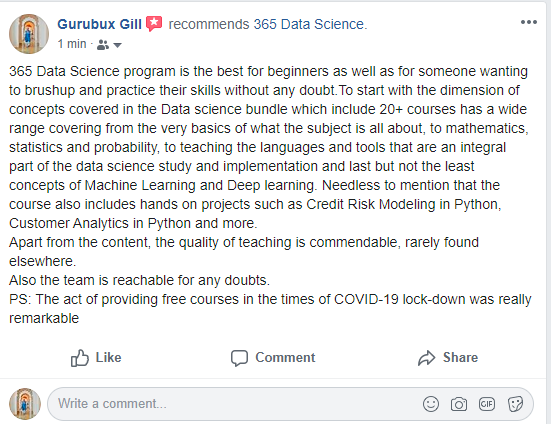 Gurubux Gill recommends 365 Data Science.
1 min ·
365 Data Science program is the best for beginners as well as for someone wanting
to brushup and practice their skills without any doubt.To start with the dimension of
concepts covered in the Data science bundle which include 20+ courses has a wide
range covering from the very basics of what the subject is all about, to mathematics,
statistics and probability, to teaching the languages and tools that are an integral
part of the data science study and implementation and last but not the least
concepts of Machine Learning and Deep learning. Needless to mention that the
course also includes hands on projects such as Credit Risk Modeling in Python,
Customer Analytics in Python and more.
Apart from the content, the quality of teaching is commendable, rarely found
elsewhere.
Also the team is reachable for any doubts.
PS: The act of providing free courses in the times of COVID-19 lock-down was really
remarkable
Like Comment Share
Write a comment... GIF